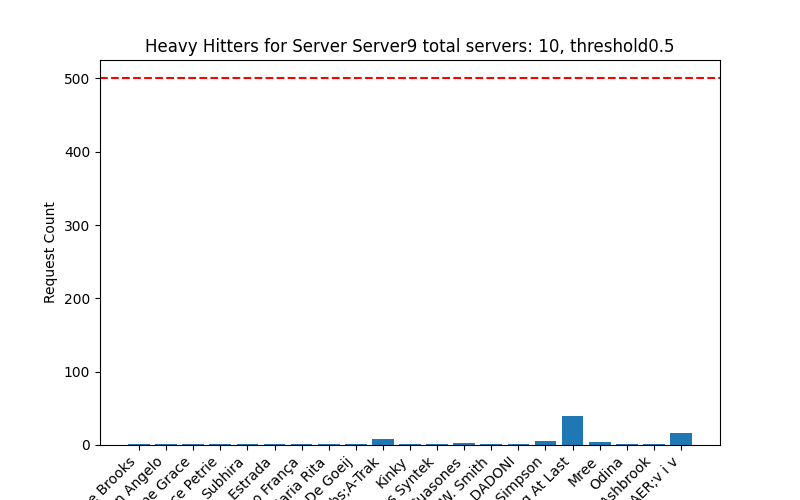 Heavy Hitters for Server Server9 total servers: 10, threshold0.5
Request Count
500
400
300
200
100
0
Brooks
Angelo
Grace
Petrie
Subhira
Estrada
França
Rita
De Goeij
A-Trak
Kinky
Syntek
W. Smith
DADONI
Simpson
At Last
Mree
Odina
Ashbrook
v i v